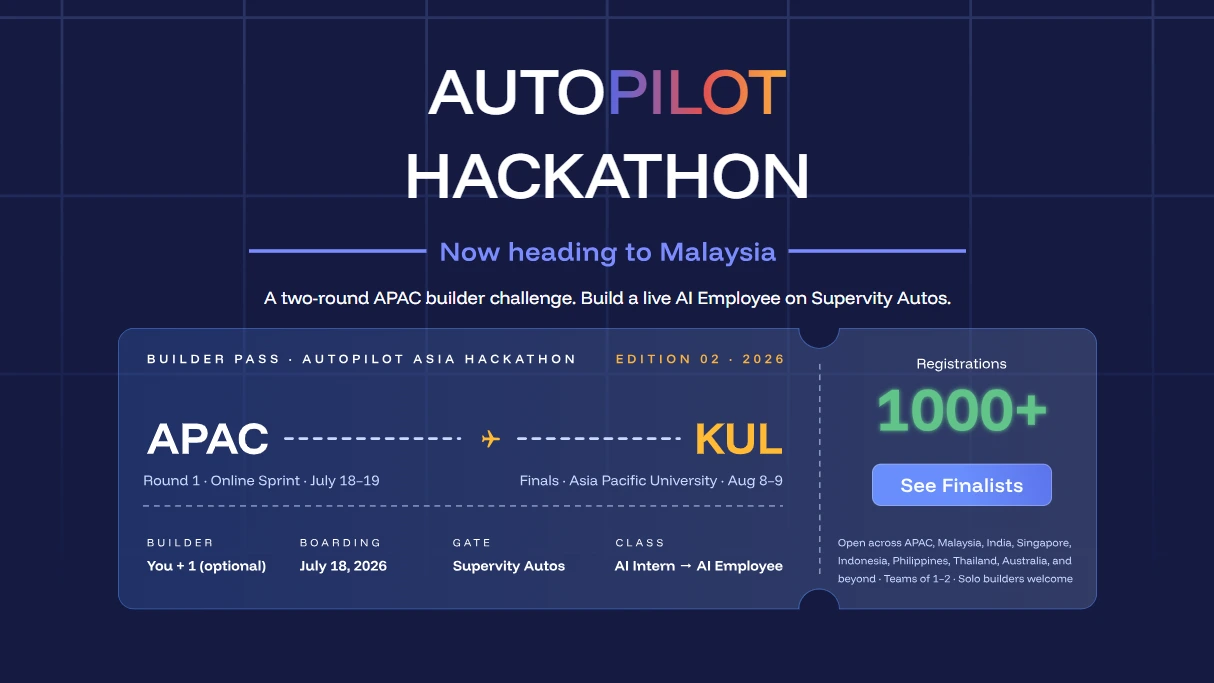 AUTOPILOT
HACKATHON
Now heading to Malaysia
A two-round APAC builder challenge. Build a live AI Employee on Supervity Autos.
BUILDER PASS · AUTOPILOT ASIA HACKATHON
EDITION 02 · 2026
APAC
KUL
Round 1 · Online Sprint · July 18–19
Finals · Asia Pacific University · Aug 8–9
BUILDER
You + 1 (optional)
BOARDING
July 18, 2026
GATE
Supervity Autos
CLASS
AI Intern → AI Employee
Registrations
1000+
See Finalists
Open across APAC, Malaysia, India, Singapore,
Indonesia, Philippines, Thailand, Australia, and
beyond · Teams of 1–2 · Solo builders welcome